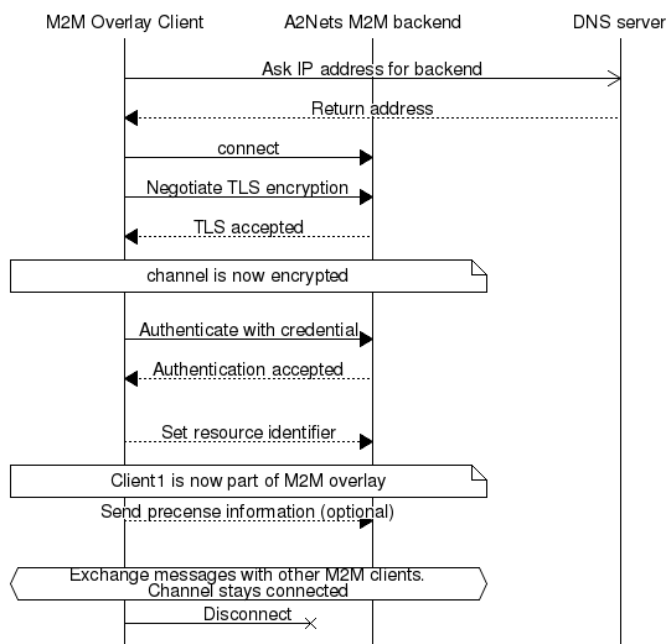 M2M Overlay Client
A2Nets M2M backend
DNS server
Ask IP address for backend
Return address
connect
Negotiate TLS encryption
TLS accepted
channel is now encrypted
Authenticate with credential
Authentication accepted
Set resource identifier
Client1 is now part of M2M overlay
Send precense information (optional)
Exchange messages with other M2M clients.
Channel stays connected
Disconnect